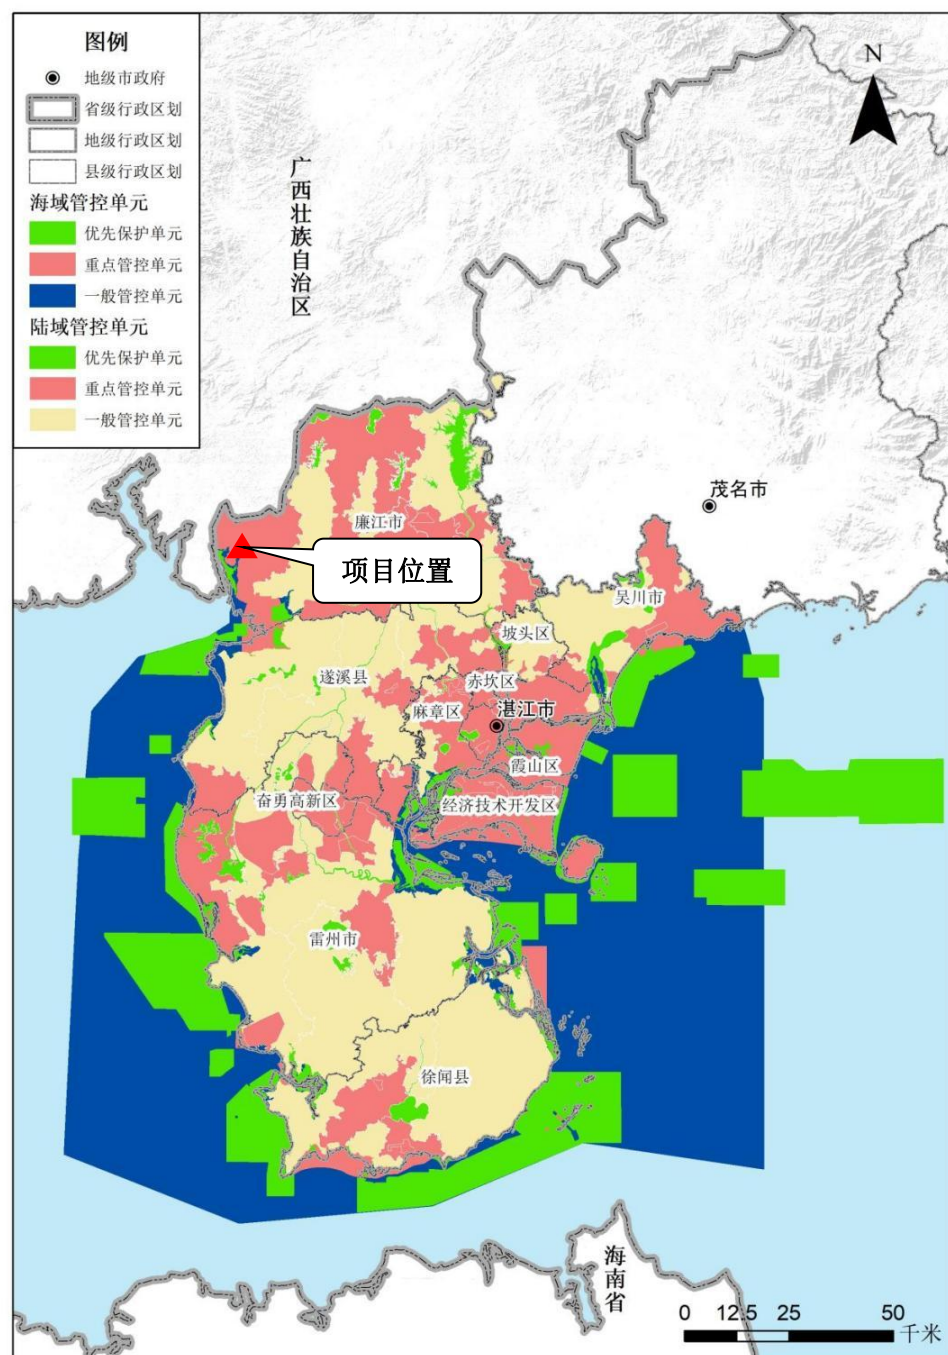 图例
地级市政府
省级行政区划
地级行政区划
县级行政区划
海域管控单元
优先保护单元
重点管控单元
一般管控单元
陆域管控单元
优先保护单元
重点管控单元
一般管控单元
N
广西壮族自治区
茂名市
廉江市
项目位置
吴川市
坡头区
遂溪县
赤坎区
麻章区
湛江市
霞山区
奋勇高新区
经济技术开发区
雷州市
徐闻县
海南省
0 12.5 25 50
千米